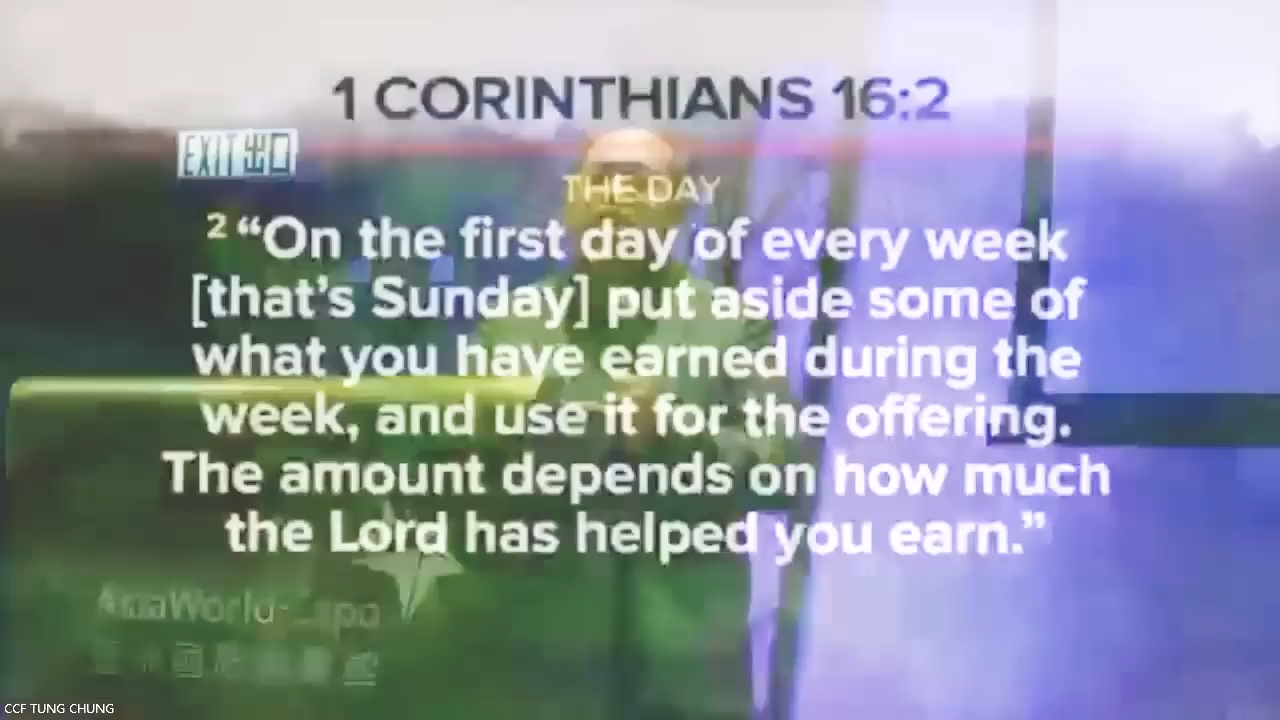 1 CORINTHIANS 16:2
EXIT 出口
THE DAY
2 “On the first day of every week
[that’s Sunday] put aside some of
what you have earned during the
week, and use it for the offering.
The amount depends on how much
the Lord has helped you earn.”
AsiaWorld-Expo
CCF TUNG CHUNG